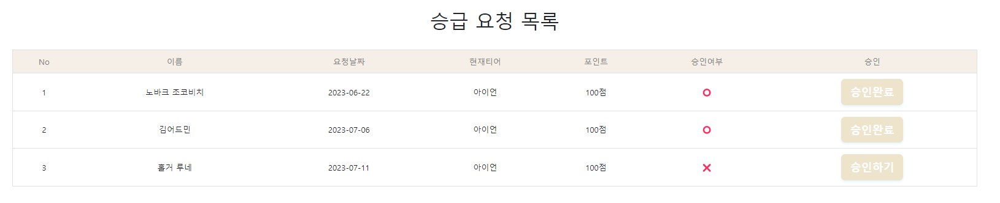 승급 요청 목록
No 이름 요청날짜 현재티어 포인트 승인여부 승인
1 노바크 조코비치 2023-06-22 아이언 100점 승인완료
2 김어드민 2023-07-06 아이언 100점 승인완료
3 홀거 루네 2023-07-11 아이언 100점 승인하기